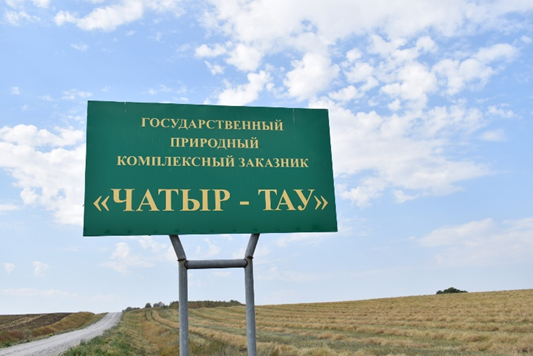 ГОСУДАРСТВЕННЫЙ
ПРИРОДНЫЙ
КОМПЛЕКСНЫЙ ЗАКАЗНИК
«ЧАТЫР - ТАУ»